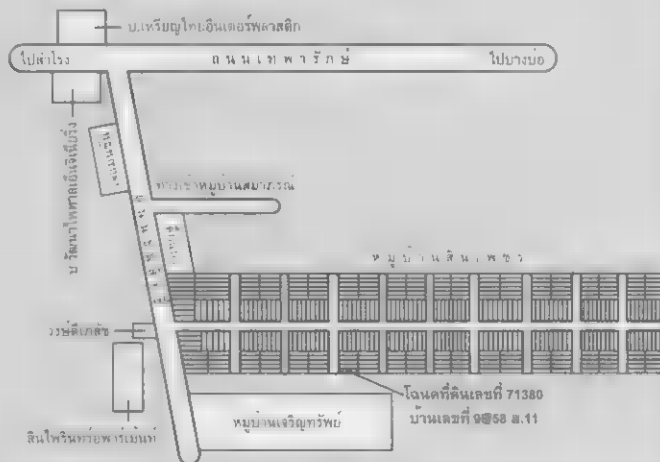 บ.เหรียญไทยอินเตอร์พลาสติก
ไปสำโรง
ถนนเทพารักษ์
ไปบางบ่อ
บ.วัฒนาไพศาลเอ็นจิเนียริ่ง
ทางเข้าหมู่บ้านสมาภรณ์
หมู่บ้านสินเพชร
วงษ์ดีเภสัช
โฉนดที่ดินเลขที่ 71380
บ้านเลขที่
ส.11
หมู่บ้านเจริญทรัพย์
สินไพรินทร์อพาร์เม้นท์